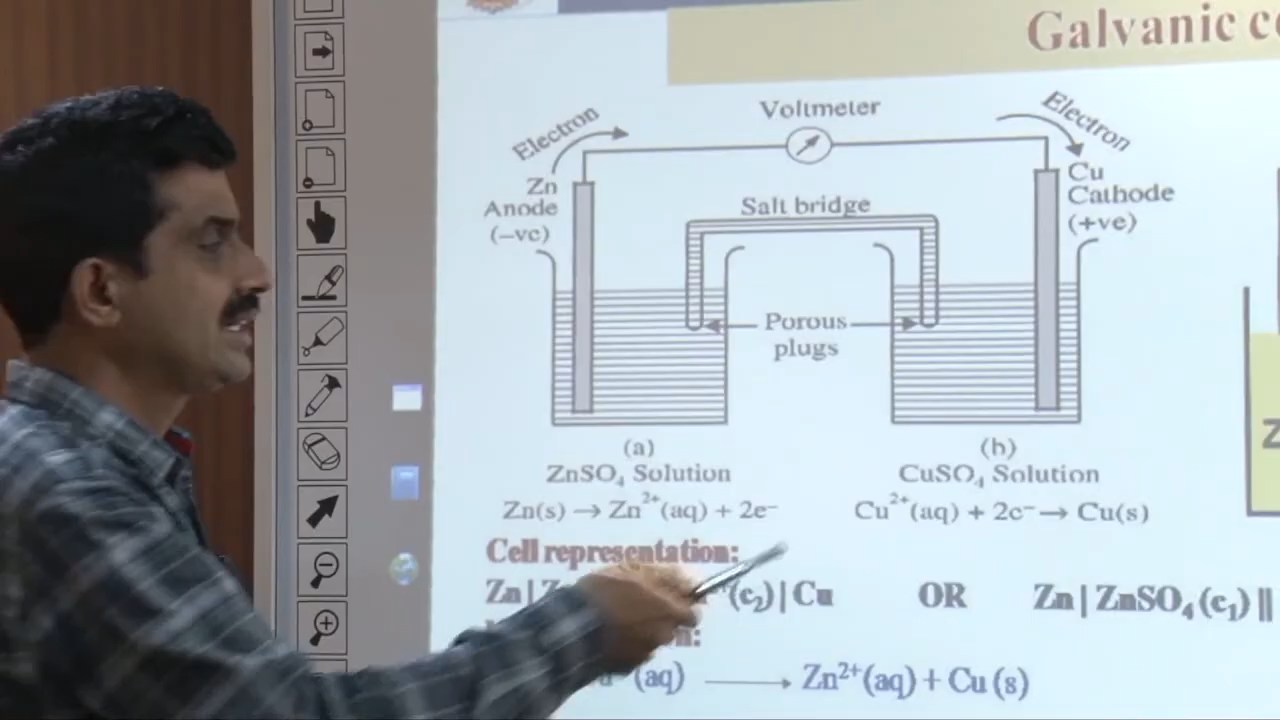 Galvanic
Voltmeter
Electron
Electron
Zn
Anode
(−ve)
Cu
Cathode
(+ve)
Salt bridge
Porous
plugs
(a)
ZnSO₄ Solution
Zn(s) → Zn²⁺(aq) + 2e⁻
(b)
CuSO₄ Solution
Cu²⁺(aq) + 2e⁻ → Cu(s)
Cell representation:
Zn | (c₂) | Cu OR Zn | ZnSO₄(c₁) ||
(aq) ⟶ Zn²⁺(aq) + Cu (s)